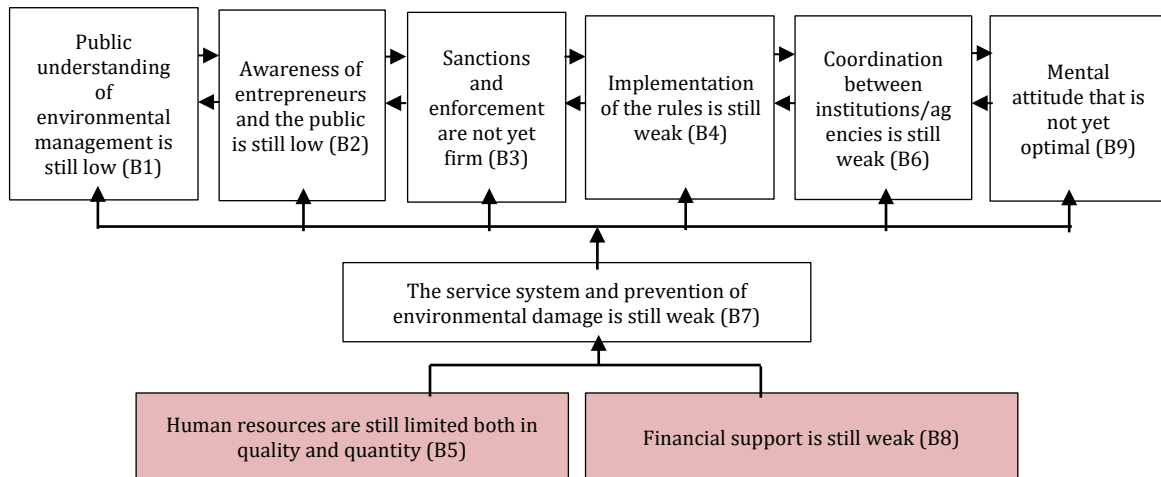 Public
understanding
of
environmental
management is
still low (B1)
Awareness of
entrepreneurs
and the public
is still low (B2)
Sanctions
and
enforcement
are not yet
firm (B3)
Implementation
of the rules is still
weak (B4)
Coordination
between
institutions/ag
encies is still
weak (B6)
Mental
attitude that is
not yet
optimal (B9)
The service system and prevention of
environmental damage is still weak (B7)
Human resources are still limited both in
quality and quantity (B5)
Financial support is still weak (B8)